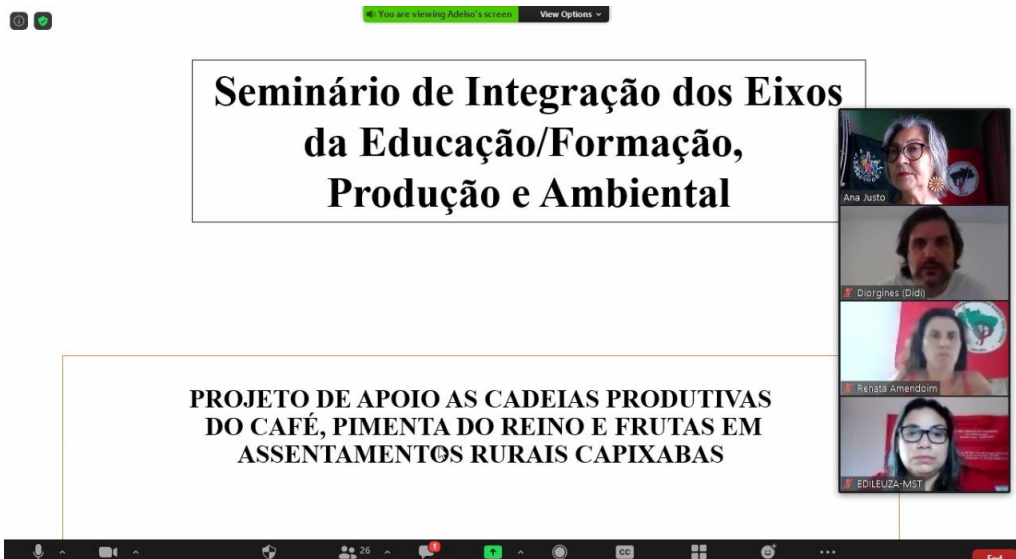 You are viewing Adelso's screen
View Options
Seminário de Integração dos Eixos
da Educação/Formação,
Produção e Ambiental
Ana Justo
Diorgines (Didi)
Renata Amendoim
EDILEUZA-MST
PROJETO DE APOIO AS CADEIAS PRODUTIVAS
DO CAFÉ, PIMENTA DO REINO E FRUTAS EM
ASSENTAMENTOS RURAIS CAPIXABAS
26
1
CC
End